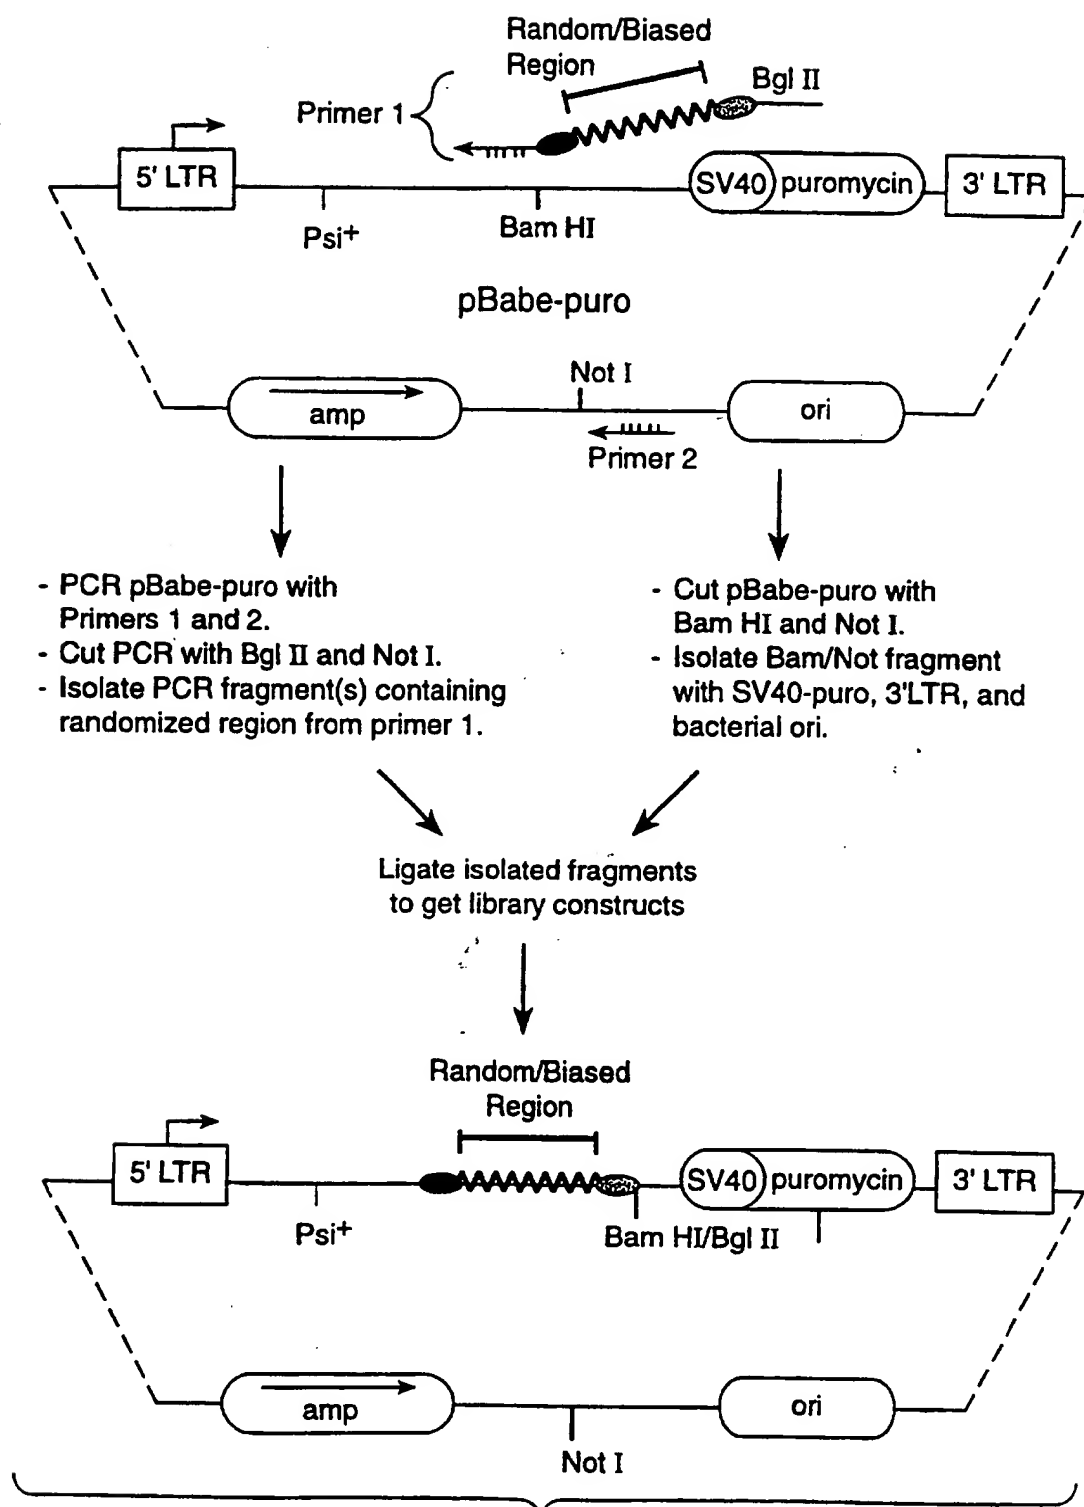 Random/Biased
Region
Bgl II
Primer 1
5' LTR
SV40
puromycin
3' LTR
Psi+
Bam HI
pBabe-puro
Not I
amp
ori
Primer 2
- PCR pBabe-puro with
Primers 1 and 2.
- Cut PCR with Bgl II and Not I.
- Isolate PCR fragment(s) containing
randomized region from primer 1.
- Cut pBabe-puro with
Bam HI and Not I.
- Isolate Bam/Not fragment
with SV40-puro, 3'LTR, and
bacterial ori.
Ligate isolated fragments
to get library constructs
Random/Biased
Region
5' LTR
SV40
puromycin
3' LTR
Psi+
Bam HI/Bgl II
amp
ori
Not I